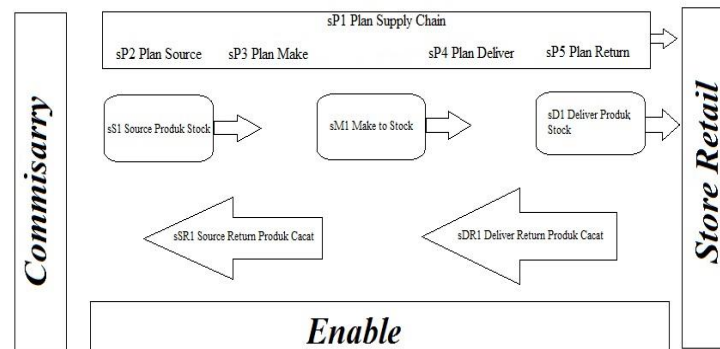 sP1 Plan Supply Chain
sP2 Plan Source sP3 Plan Make sP4 Plan Deliver sP5 Plan Return
Commisarry
sS1 Source Produk Stock
sM1 Make to Stock
sD1 Deliver Produk
Stock
Store Retail
sSR1 Source Return Produk Cacat
sDR1 Deliver Return Produk Cacat
Enable